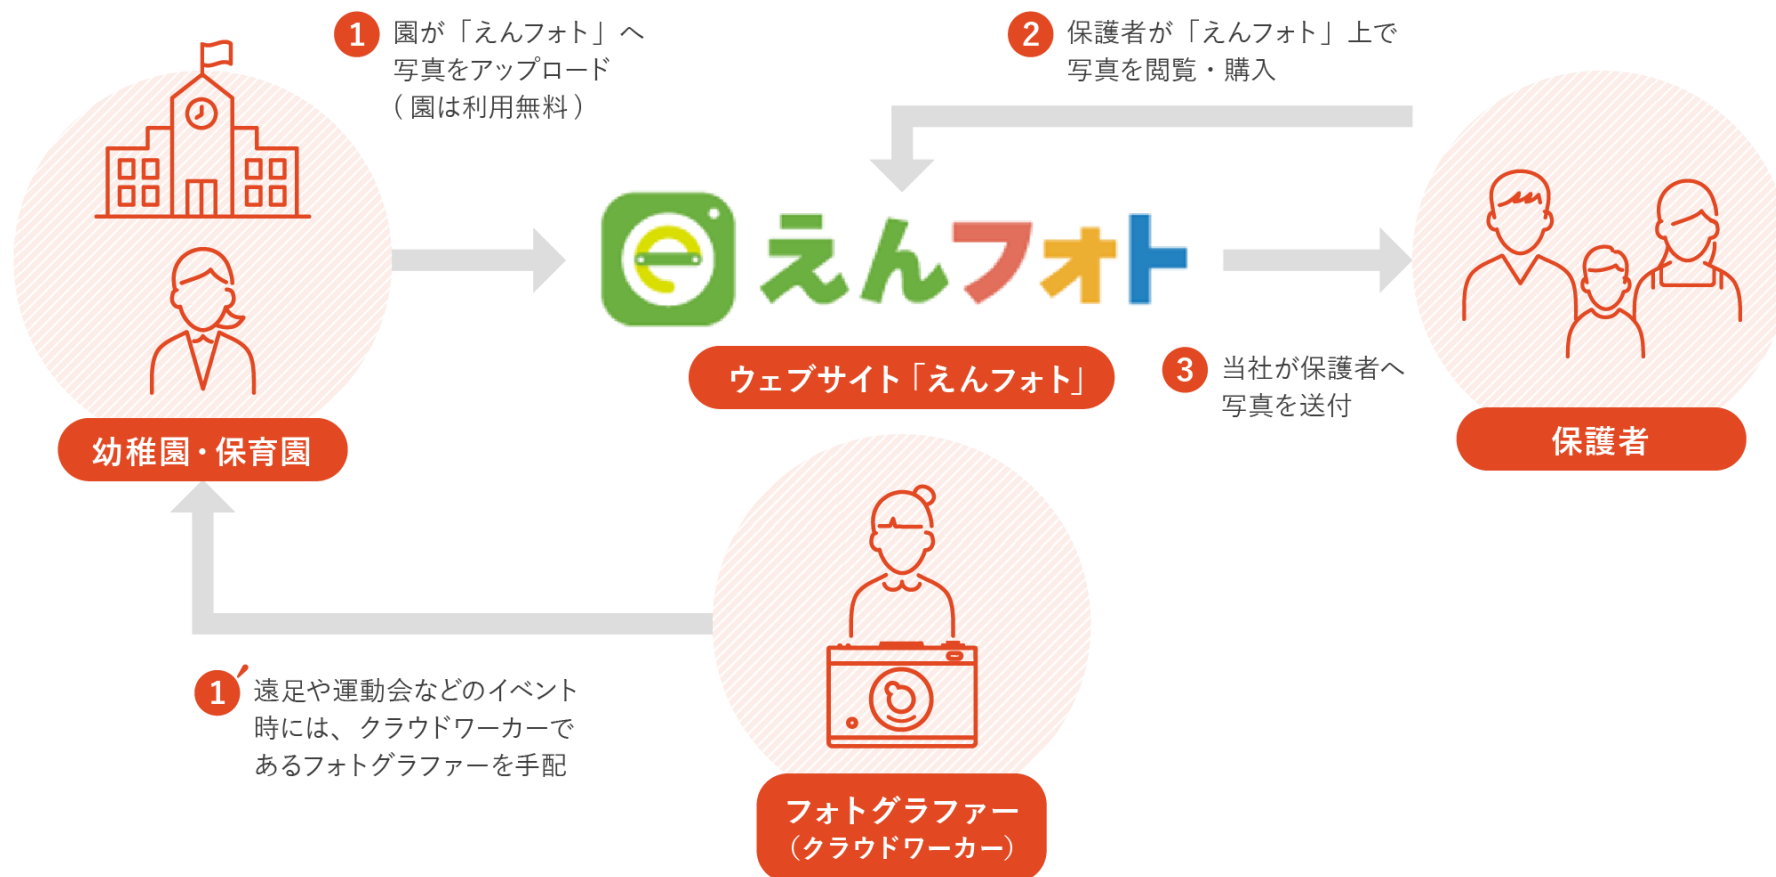 1 園が「えんフォト」へ
写真をアップロード
(園は利用無料)
2 保護者が「えんフォト」上で
写真を閲覧・購入
e えんフォト
ウェブサイト「えんフォト」
3 当社が保護者へ
写真を送付
幼稚園・保育園
保護者
1′ 遠足や運動会などのイベント
時には、クラウドワーカーで
あるフォトグラファーを手配
フォトグラファー
(クラウドワーカー)